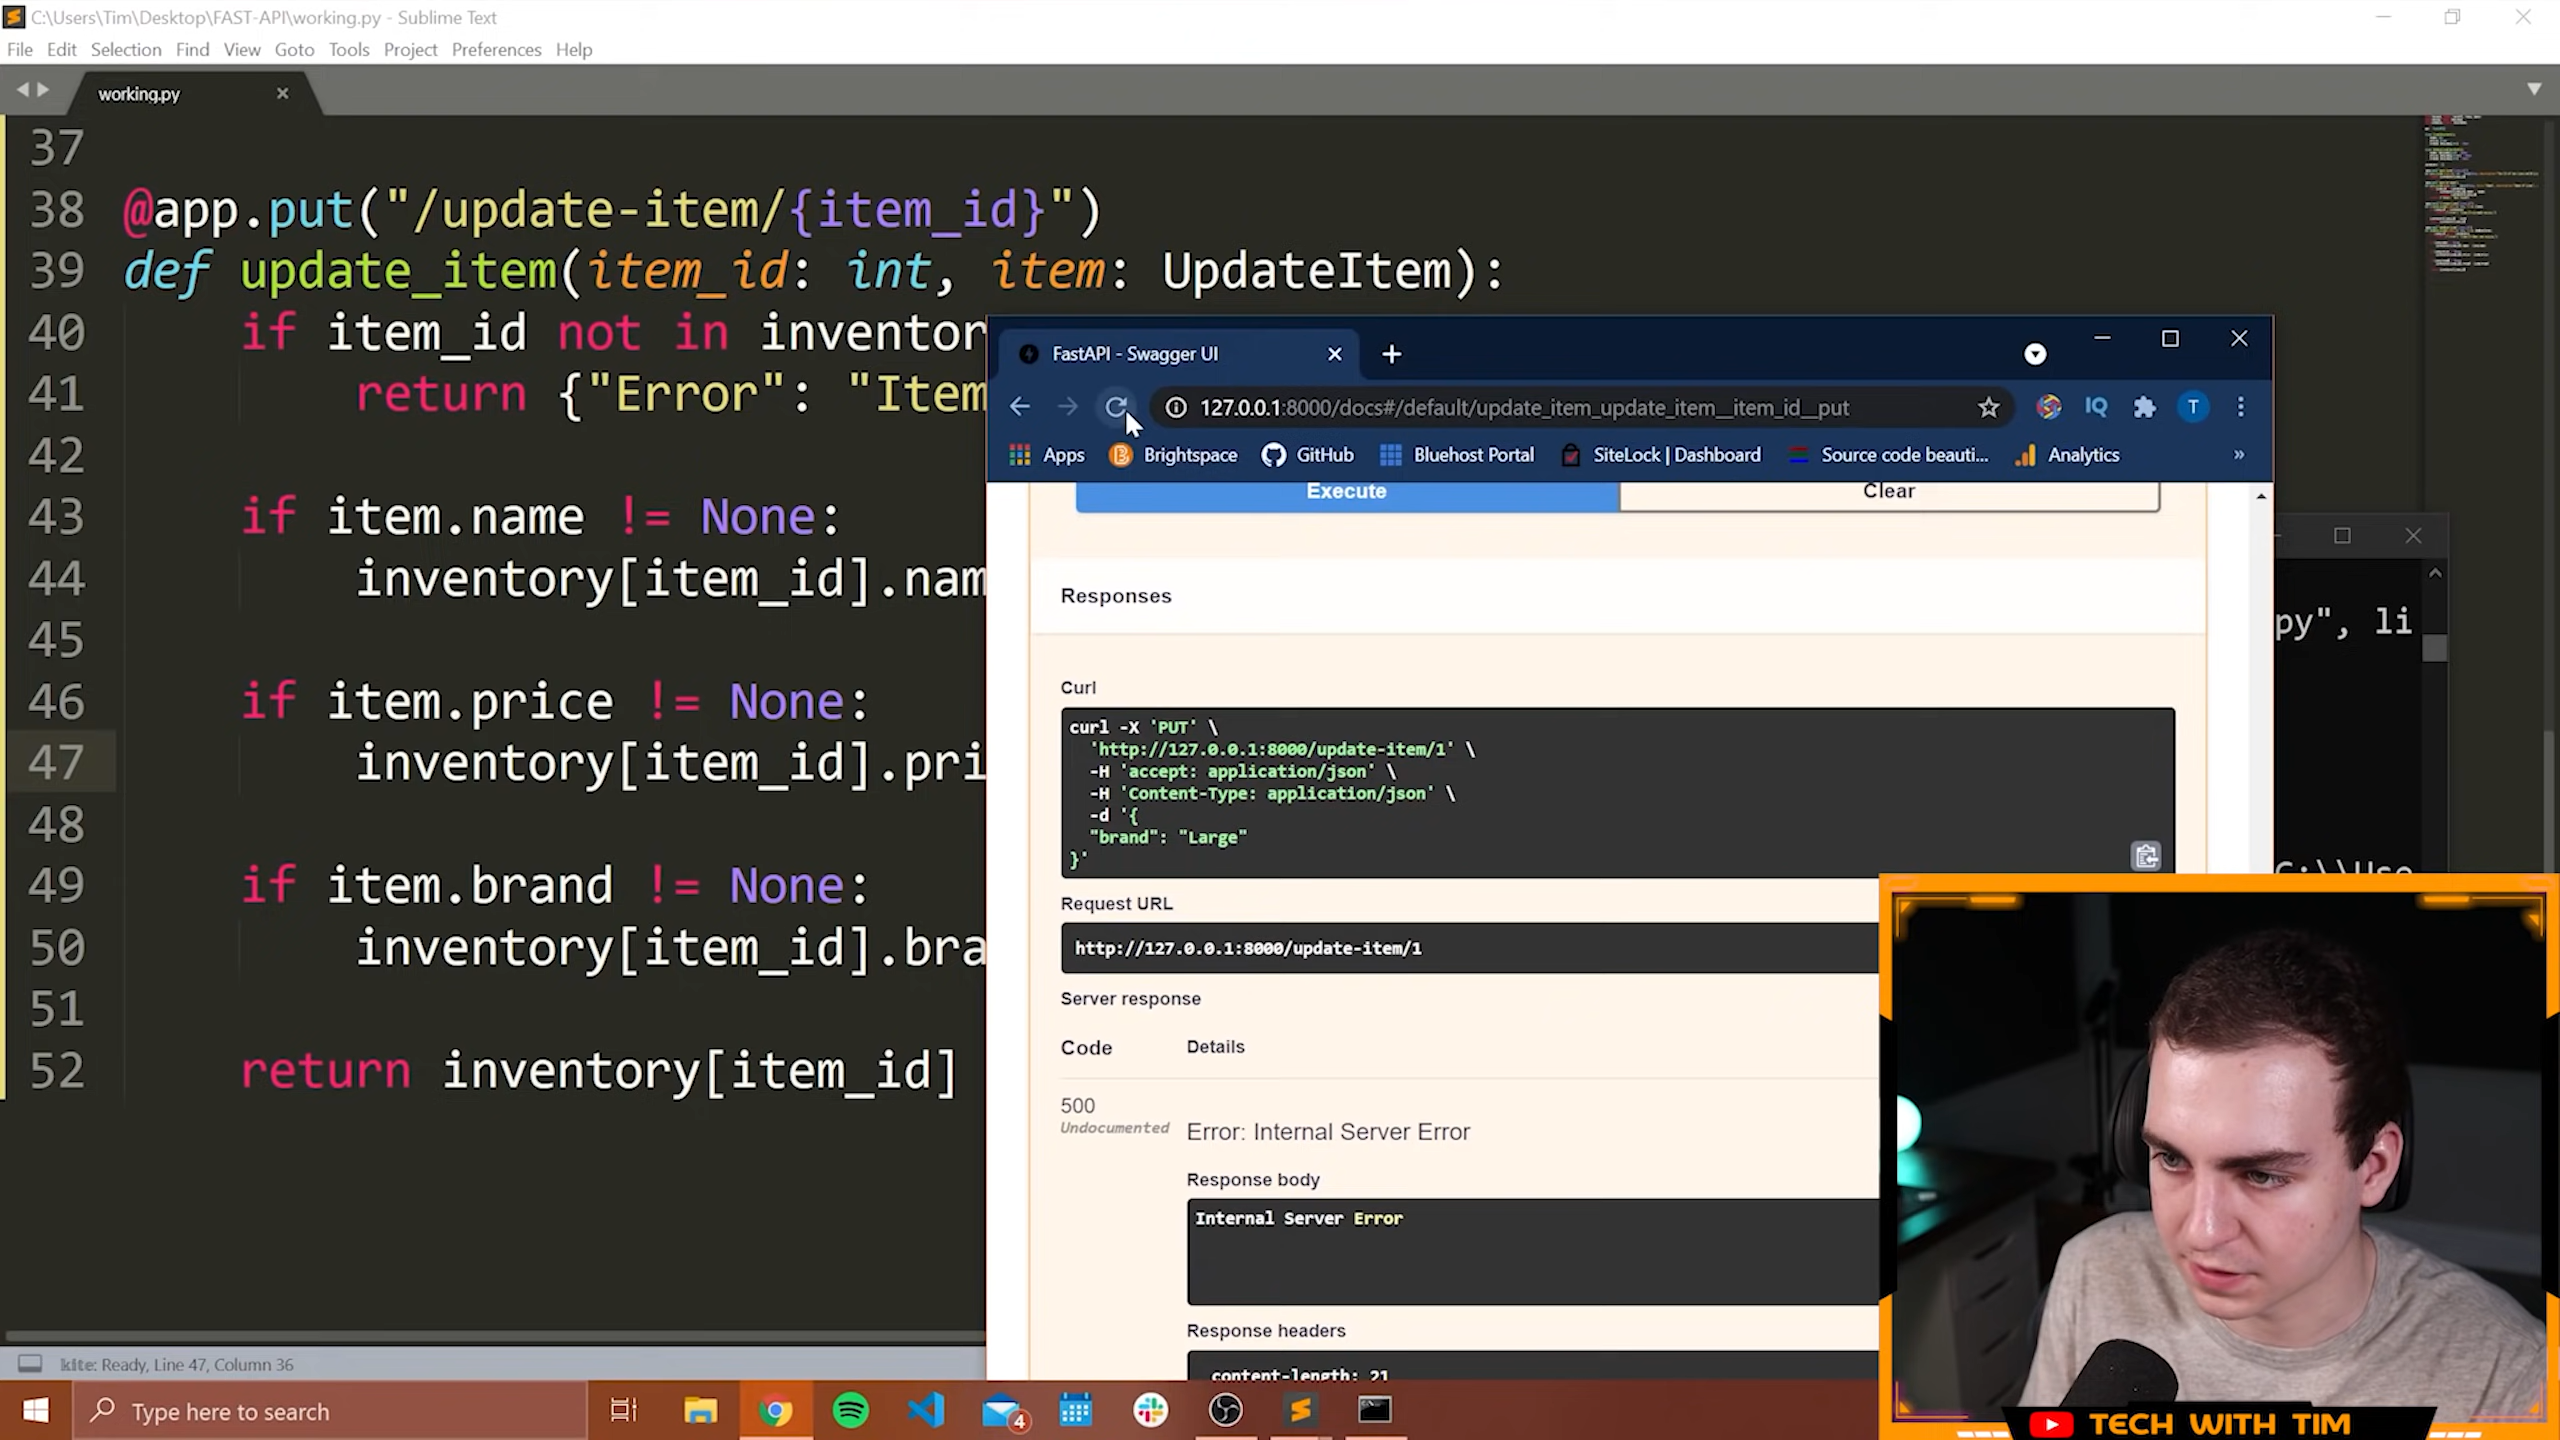 C:\Users\Tim\Desktop\FAST-API\working.py - Sublime Text
File Edit Selection Find View Goto Tools Project Preferences Help
working.py
37
38 @app.put("/update-item/{item_id}")
39 def update_item(item_id: int, item: UpdateItem):
40 if item_id not in inventor
41 return {"Error": "Item
42
43 if item.name != None:
44 inventory[item_id].nam
45
46 if item.price != None:
47 inventory[item_id].pri
48
49 if item.brand != None:
50 inventory[item_id].bra
51
52 return inventory[item_id]
kite: Ready, Line 47, Column 36
FastAPI - Swagger UI
127.0.0.1:8000/docs#/default/update_item_update_item__item_id__put
IQ
T
Apps Brightspace GitHub Bluehost Portal SiteLock | Dashboard Source code beauti... Analytics »
Execute Clear
Responses
Curl
curl -X 'PUT' \
'http://127.0.0.1:8000/update-item/1' \
-H 'accept: application/json' \
-H 'Content-Type: application/json' \
-d '{
"brand": "Large"
}'
Request URL
http://127.0.0.1:8000/update-item/1
Server response
Code Details
500
Undocumented
Error: Internal Server Error
Response body
Internal Server Error
Response headers
content-length: 21
py", li
Type here to search
4
TECH WITH TIM